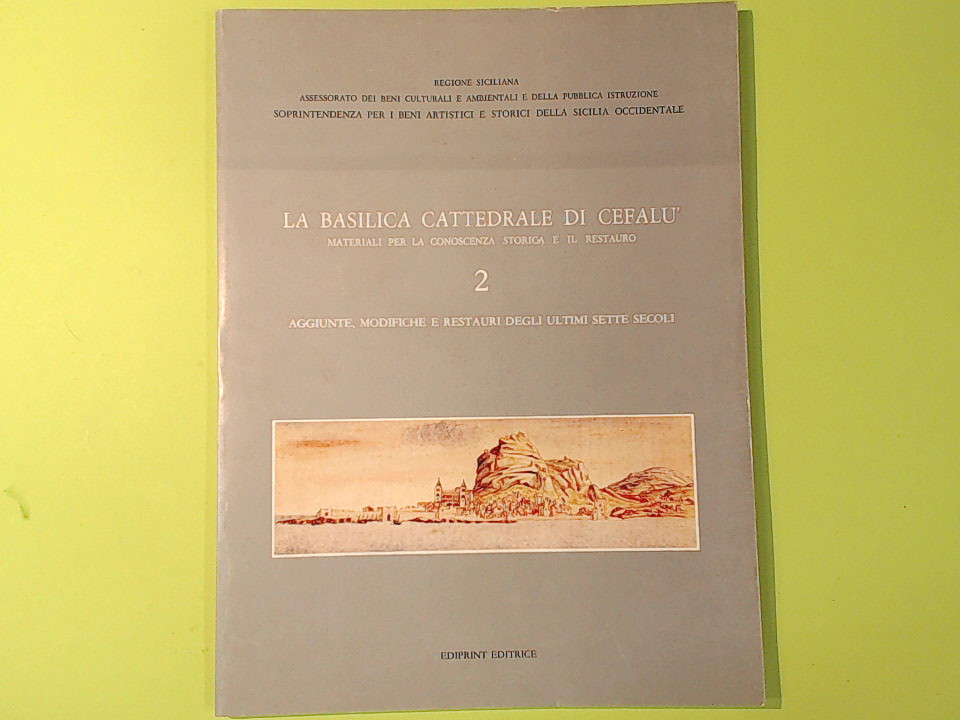 REGIONE SICILIANA
ASSESSORATO DEI BENI CULTURALI E AMBIENTALI E DELLA PUBBLICA ISTRUZIONE
SOPRINTENDENZA PER I BENI ARTISTICI E STORICI DELLA SICILIA OCCIDENTALE
LA BASILICA CATTEDRALE DI CEFALU'
MATERIALI PER LA CONOSCENZA STORICA E IL RESTAURO
2
AGGIUNTE, MODIFICHE E RESTAURI DEGLI ULTIMI SETTE SECOLI
EDIPRINT EDITRICE